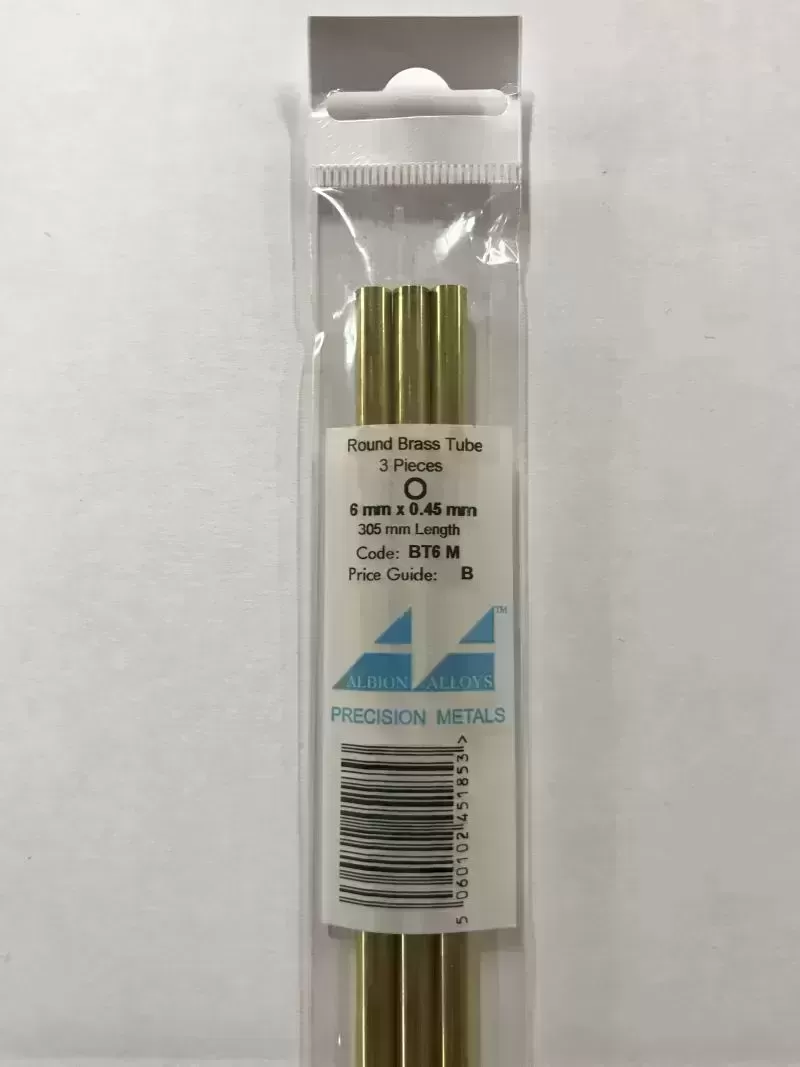 Round Brass Tube
3 Pieces
6 mm x 0.45 mm
305 mm Length
Code: BT6 M
Price Guide: B
TM
ALBION ALLOYS
PRECISION METALS
5 060102 451853 >